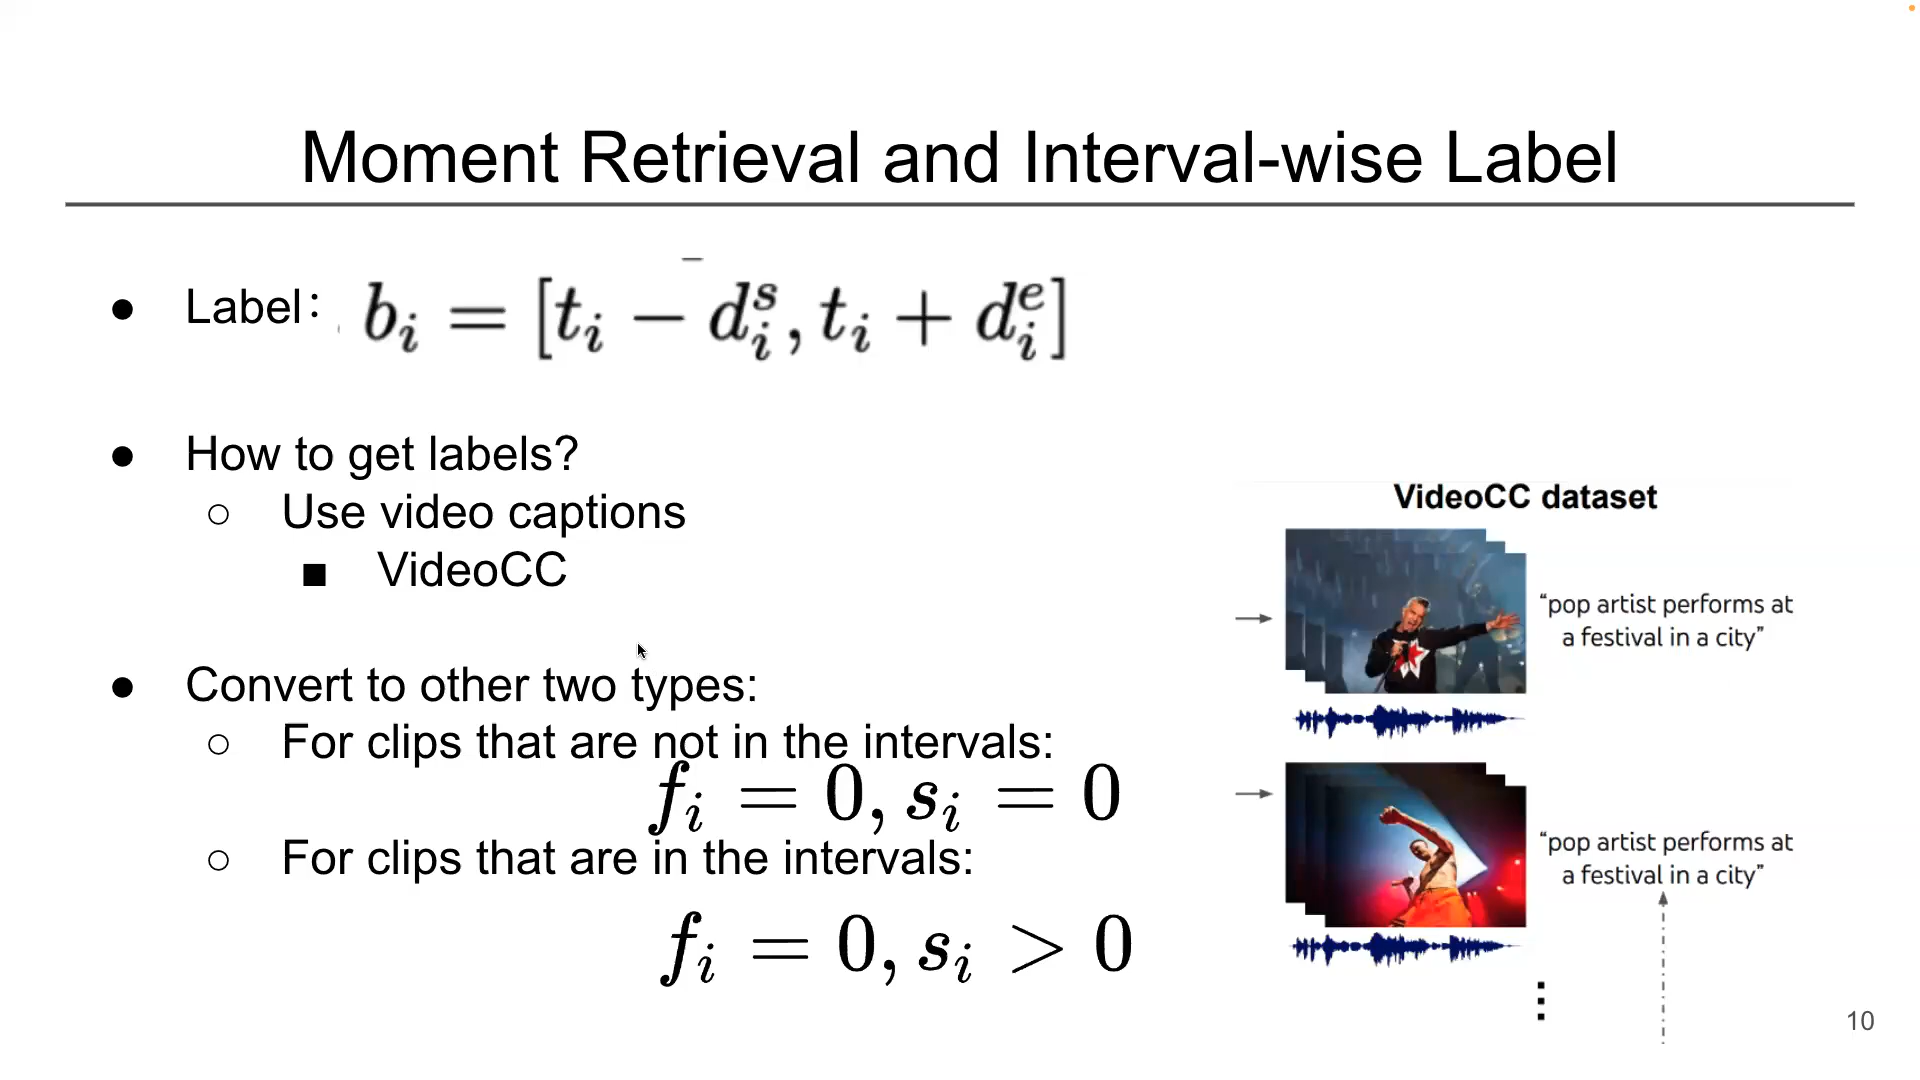 Moment Retrieval and Interval-wise Label
● Label: b_i = [t_i − d_i^s, t_i + d_i^e]
● How to get labels?
○ Use video captions
■ VideoCC
● Convert to other two types:
○ For clips that are not in the intervals:
f_i = 0, s_i = 0
○ For clips that are in the intervals:
f_i = 0, s_i > 0
VideoCC dataset
“pop artist performs at
a festival in a city”
“pop artist performs at
a festival in a city”
10